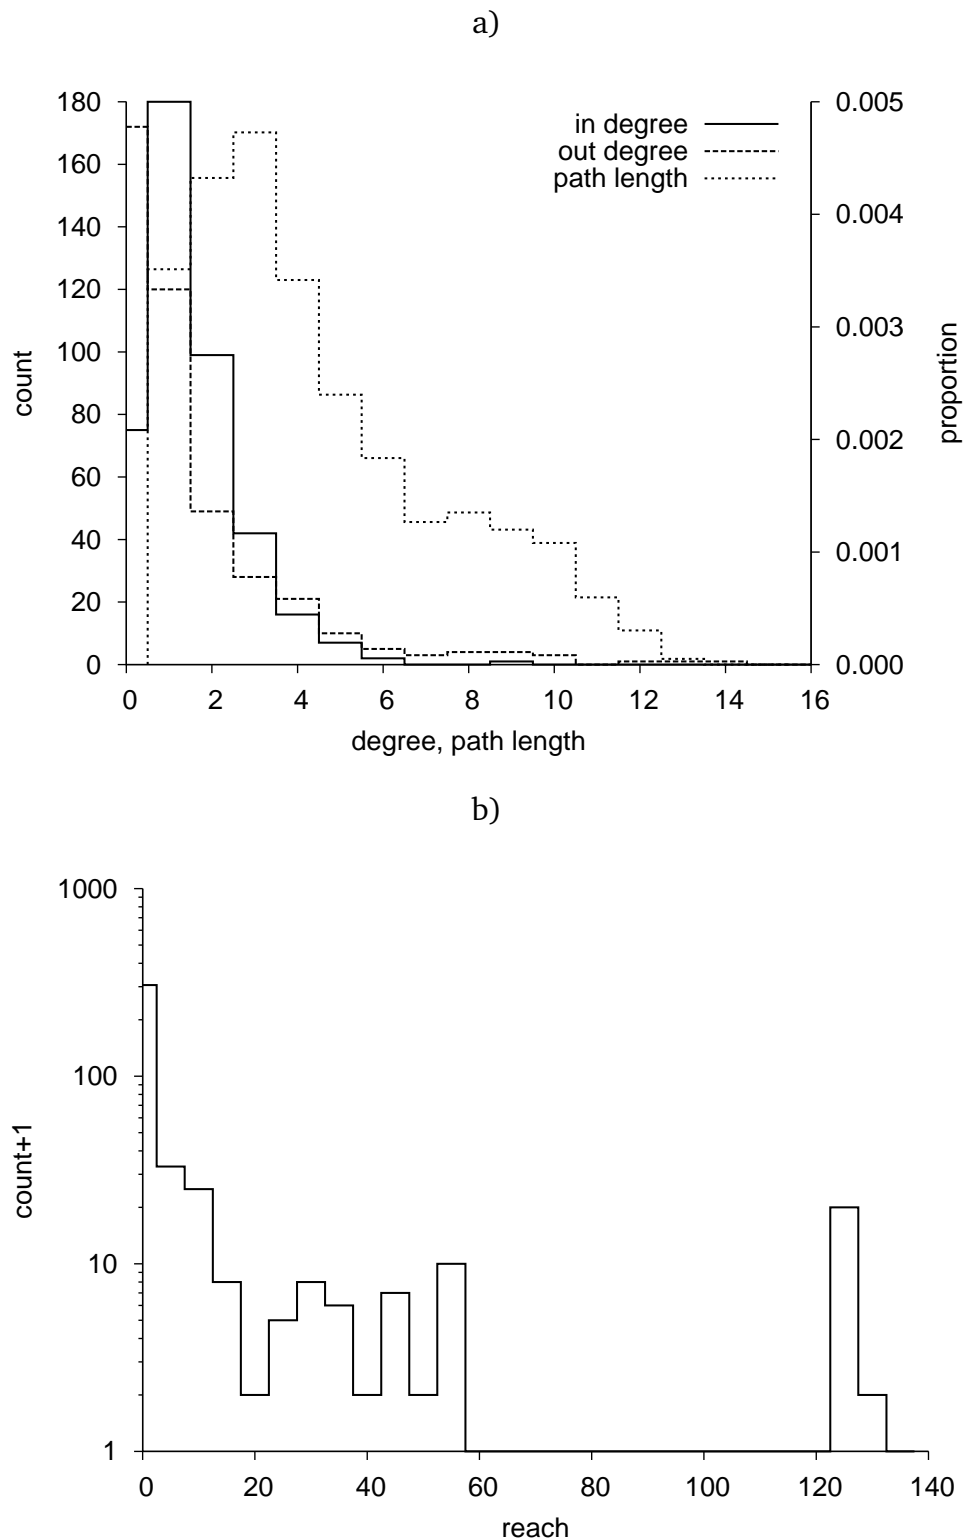 a)
180
160
140
120
100
80
60
40
20
0
count
0.005
0.004
0.003
0.002
0.001
0.000
proportion
in degree
out degree
path length
0 2 4 6 8 10 12 14 16
degree, path length
b)
1000
100
10
1
count+1
0 20 40 60 80 100 120 140
reach